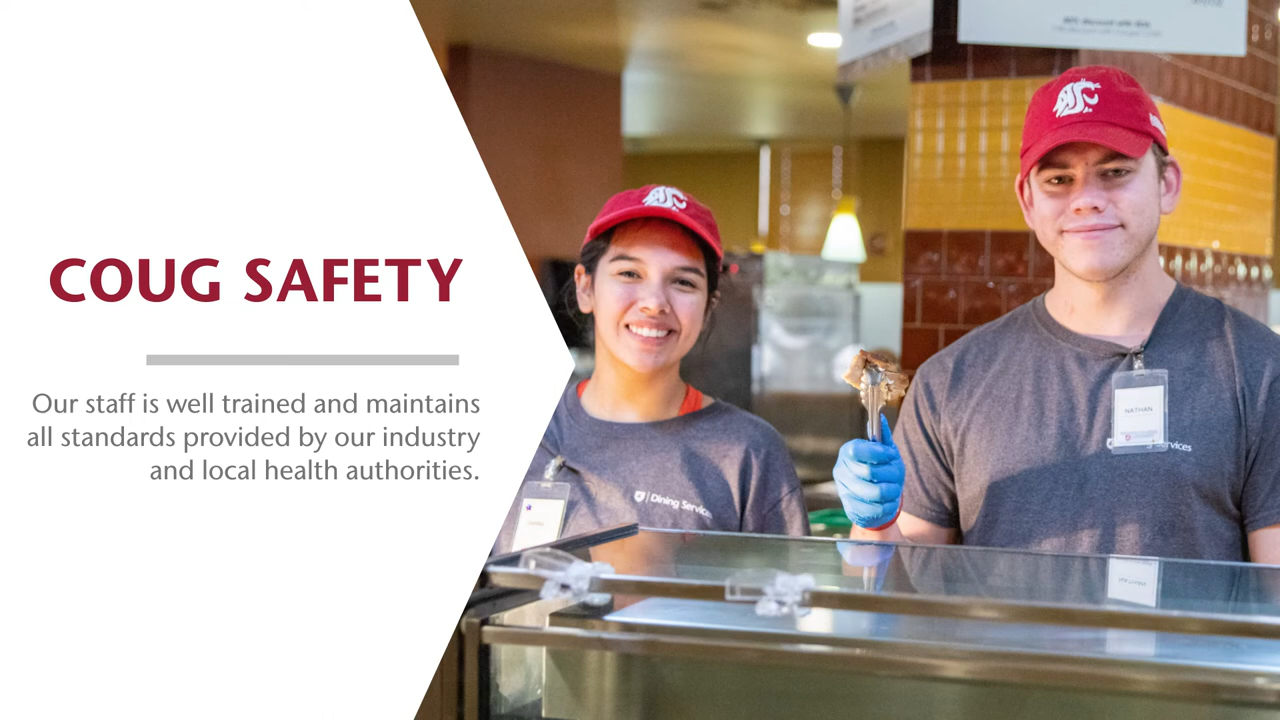 COUG SAFETY
Our staff is well trained and maintains
all standards provided by our industry
and local health authorities.
NATHAN
Dining Services